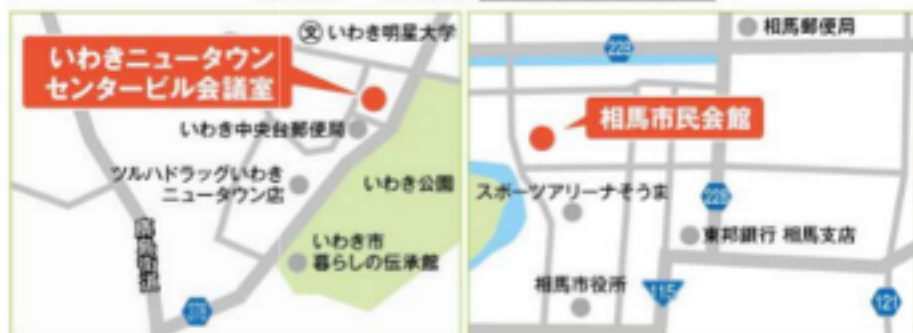 いわき明星大学
いわきニュータウン
センタービル会議室
いわき中央台郵便局
ツルハドラッグいわき
ニュータウン店
いわき公園
いわき市
暮らしの伝承館
相馬郵便局
228
相馬市民会館
スポーツアリーナそうま
228
東邦銀行 相馬支店
相馬市役所
115
121